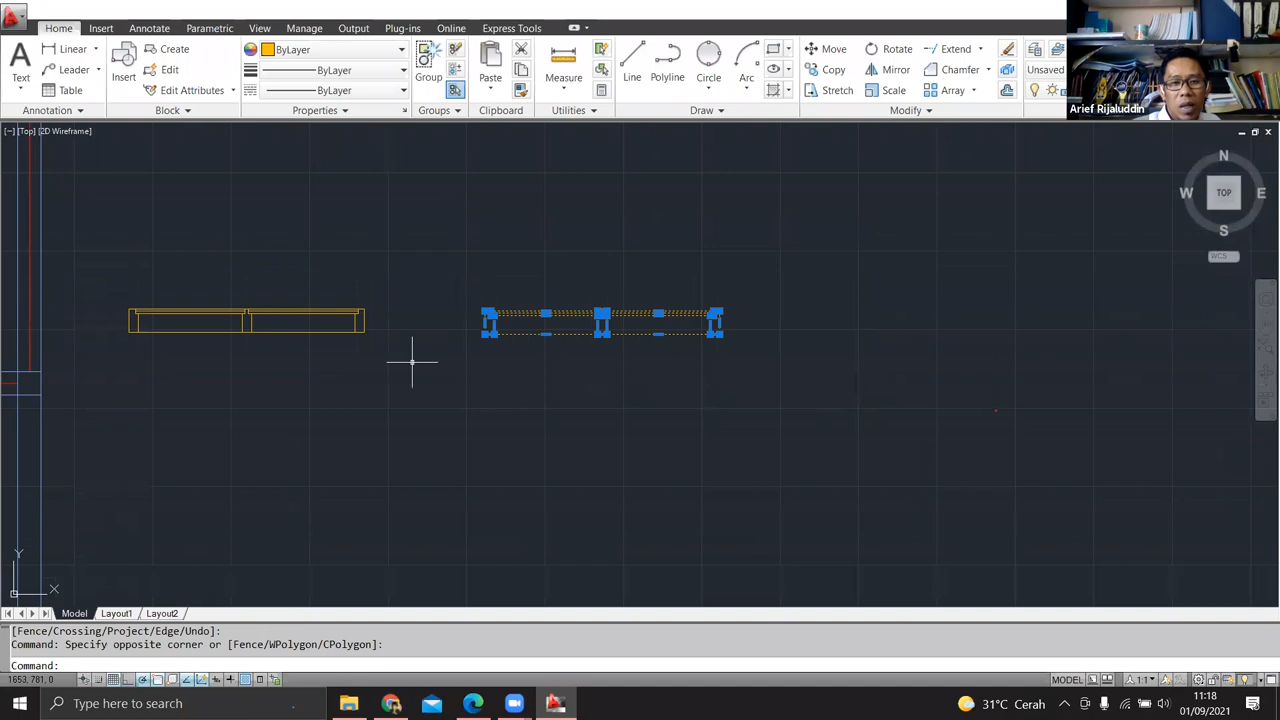 Home Insert Annotate Parametric View Manage Output Plug-ins Online Express Tools
Text Linear Leader Table Annotation
Insert Create Edit Edit Attributes Block
ByLayer ByLayer ByLayer Properties
Group Groups
Paste Clipboard
Measure Utilities
Line Polyline Circle Arc Draw
Move Rotate Extend
Copy Mirror Chamfer
Stretch Scale Array
Modify
Unsaved
Arief Rijaluddin
[−] [Top] [2D Wireframe]
N
W TOP E
S
WCS
Y
X
Model Layout1 Layout2
[Fence/Crossing/Project/Edge/Undo]:
Command: Specify opposite corner or [Fence/WPolygon/CPolygon]:
Command:
1653, 781, 0 MODEL 1:1
Type here to search 31°C Cerah 11:18
01/09/2021